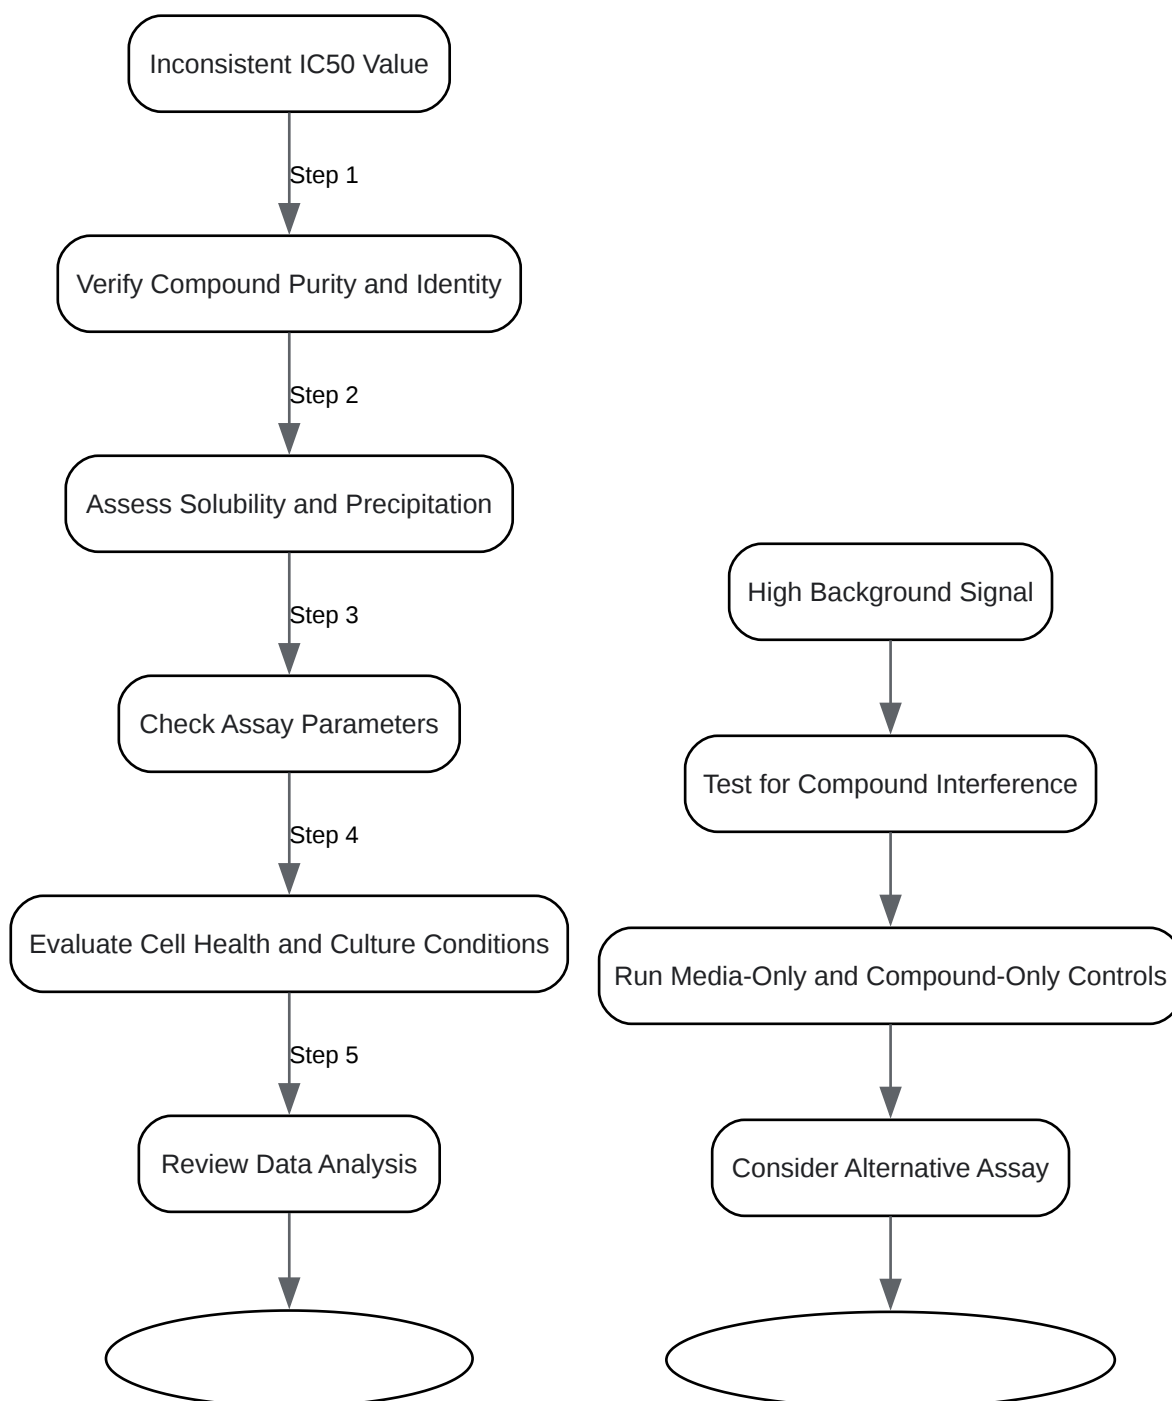 Inconsistent IC50 Value
Step 1
Verify Compound Purity and Identity
Step 2
Assess Solubility and Precipitation
Step 3
Check Assay Parameters
Step 4
Evaluate Cell Health and Culture Conditions
Step 5
Review Data Analysis
High Background Signal
Test for Compound Interference
Run Media-Only and Compound-Only Controls
Consider Alternative Assay